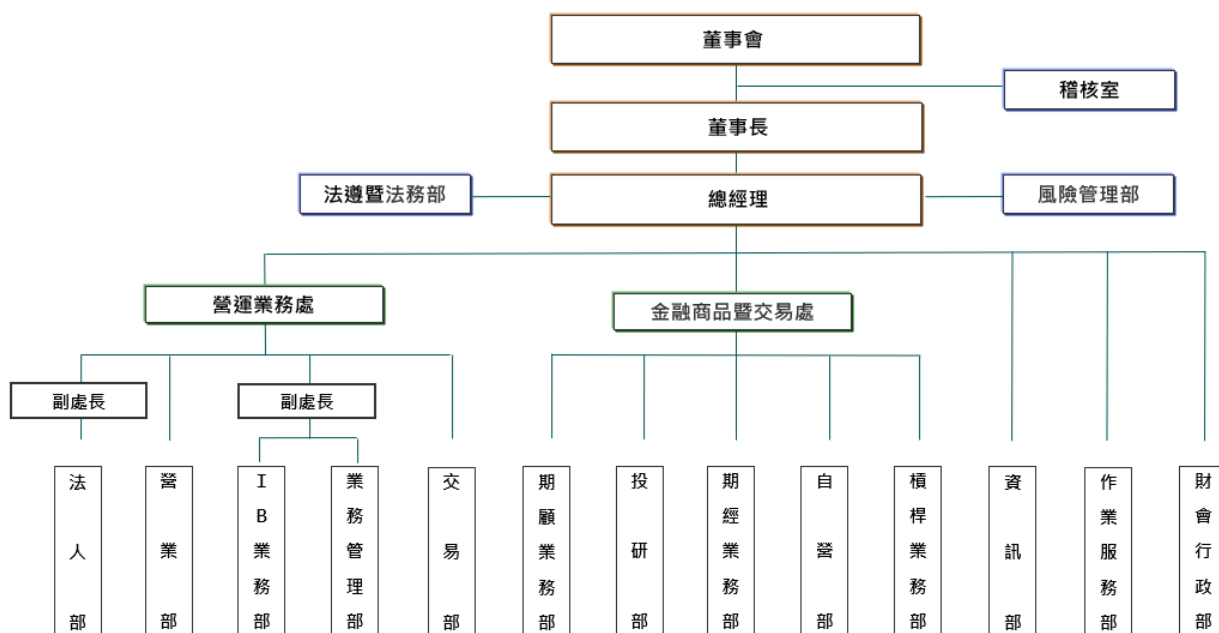 董事會
稽核室
董事長
法遵暨法務部
總經理
風險管理部
營運業務處
金融商品暨交易處
副處長
副處長
法人部
營業部
IB業務部
業務管理部
交易部
期顧業務部
投研部
期經業務部
自營部
槓桿業務部
資訊部
作業服務部
財會行政部